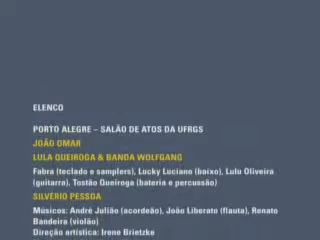 ELENCO
PORTO ALEGRE – SALÃO DE ATOS DA UFRGS
JOÃO OMAR
LULA QUEIROGA & BANDA WOLFGANG
Fabra (teclado e samplers), Lucky Luciano (baixo), Lulu Oliveira
(guitarra), Tostão Queiroga (bateria e percussão)
SILVÉRIO PESSOA
Músicos: André Julião (acordeão), João Liberato (flauta), Renato
Bandeira (violão)
Direção artística: Irene Brietzke